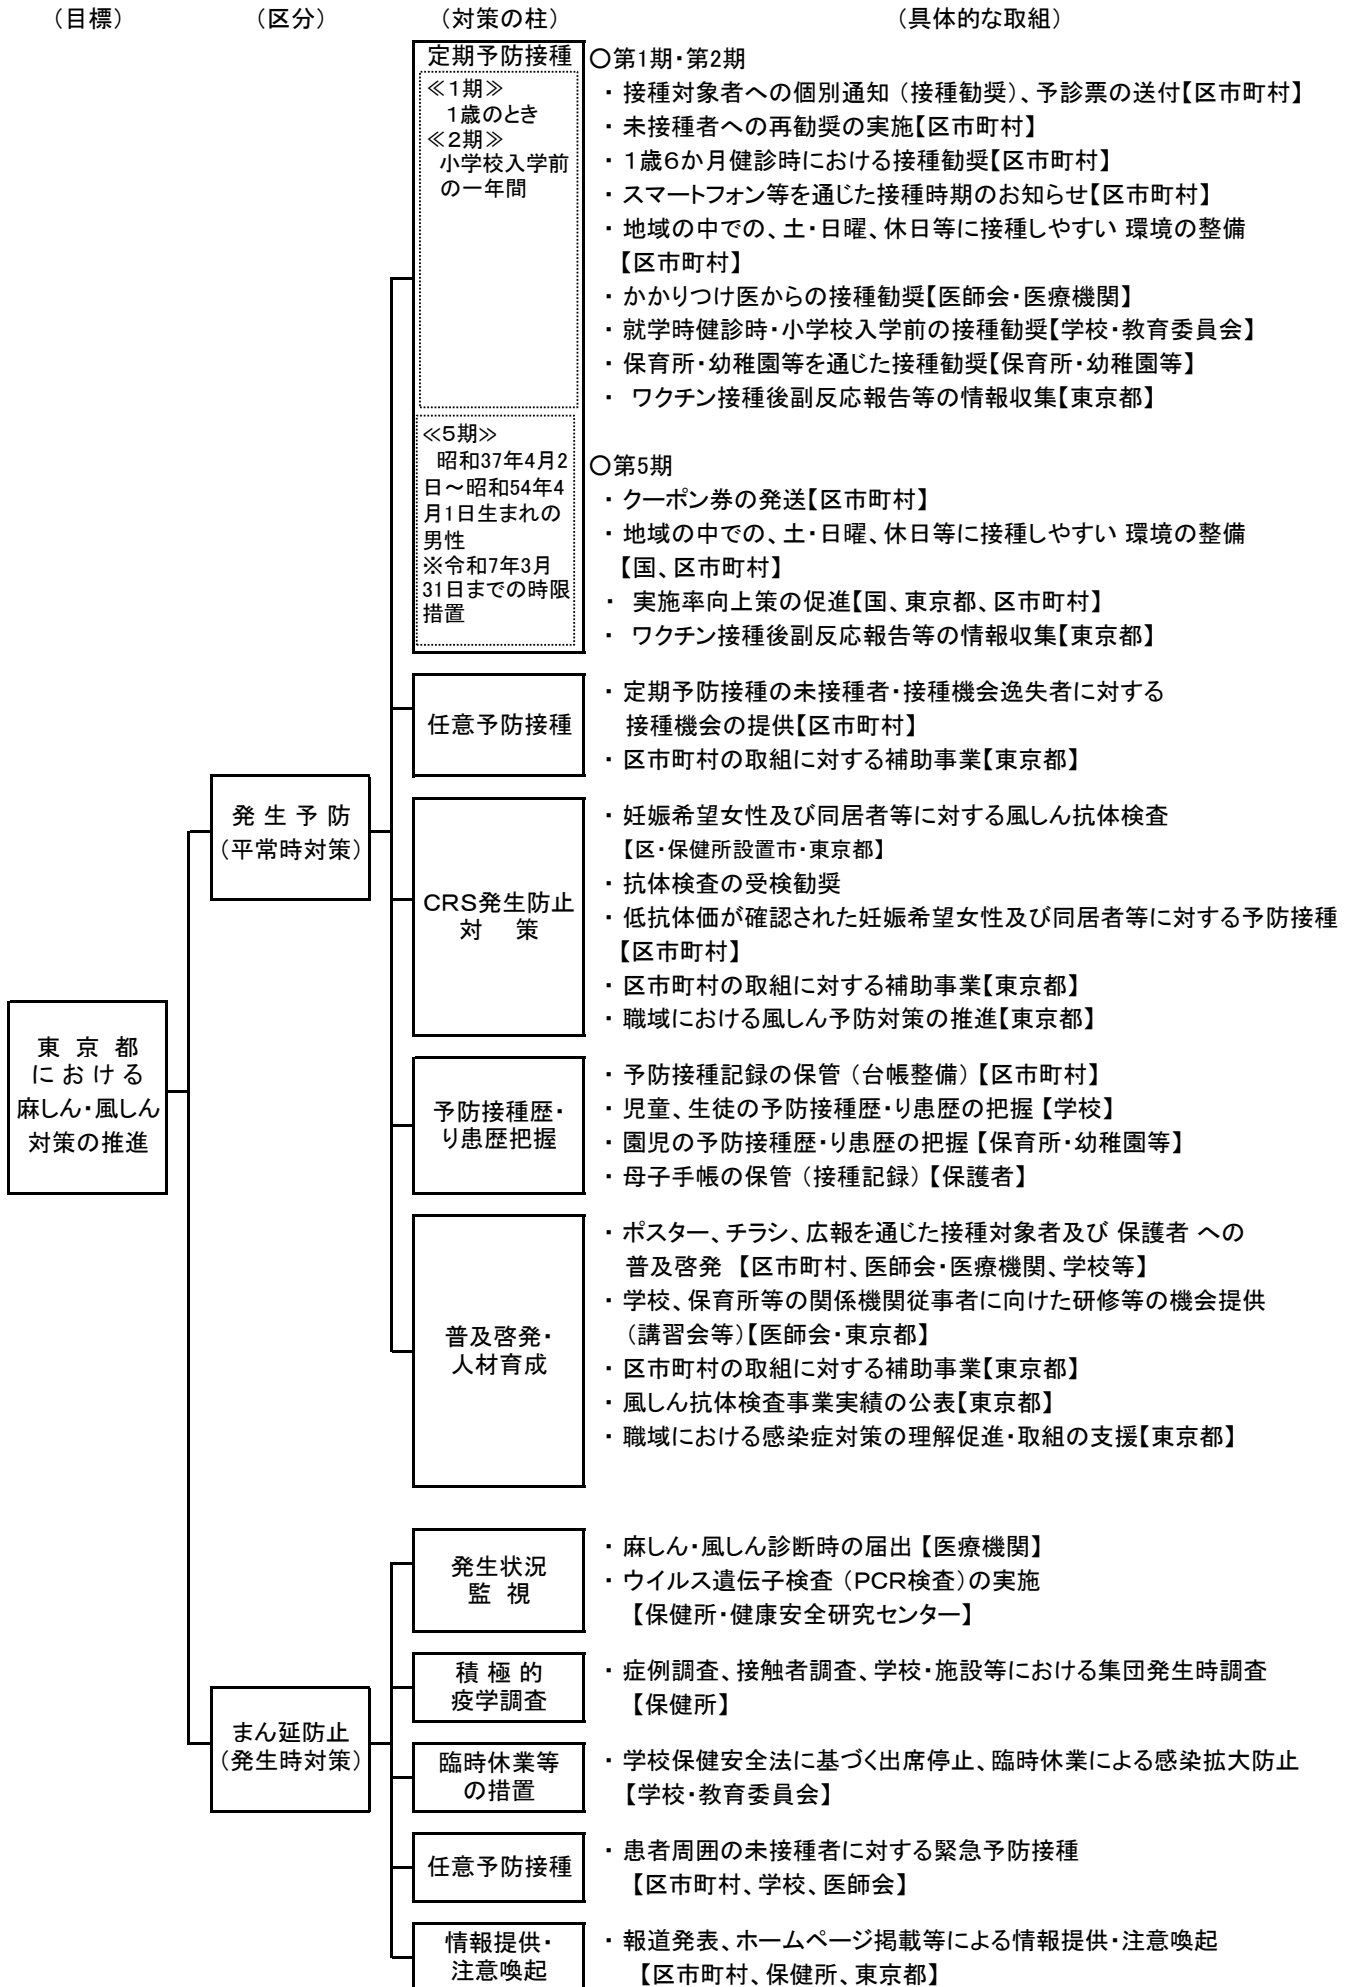 （目標）　（区分）　（対策の柱）　（具体的な取組）
定期予防接種
≪１期≫
１歳のとき
≪２期≫
小学校入学前
の一年間
○第1期・第2期
・ 接種対象者への個別通知（接種勧奨）、予診票の送付【区市町村】
・ 未接種者への再勧奨の実施【区市町村】
・ １歳６か月健診時における接種勧奨【区市町村】
・ スマートフォン等を通じた接種時期のお知らせ【区市町村】
・ 地域の中での、土・日曜、休日等に接種しやすい 環境の整備
【区市町村】
・ かかりつけ医からの接種勧奨【医師会・医療機関】
・ 就学時健診時・小学校入学前の接種勧奨【学校・教育委員会】
・ 保育所・幼稚園等を通じた接種勧奨【保育所・幼稚園等】
・ ワクチン接種後副反応報告等の情報収集【東京都】
≪５期≫
昭和37年4月2
日～昭和54年4
月1日生まれの
男性
※令和7年3月
31日までの時限
措置
○第5期
・ クーポン券の発送【区市町村】
・ 地域の中での、土・日曜、休日等に接種しやすい 環境の整備
【国、区市町村】
・ 実施率向上策の促進【国、東京都、区市町村】
・ ワクチン接種後副反応報告等の情報収集【東京都】
任意予防接種
・ 定期予防接種の未接種者・接種機会逸失者に対する
接種機会の提供【区市町村】
・ 区市町村の取組に対する補助事業【東京都】
発 生 予 防
（平常時対策）
CRS発生防止
対　策
・ 妊娠希望女性及び同居者等に対する風しん抗体検査
【区・保健所設置市・東京都】
・ 抗体検査の受検勧奨
・ 低抗体価が確認された妊娠希望女性及び同居者等に対する予防接種
【区市町村】
・ 区市町村の取組に対する補助事業【東京都】
・ 職域における風しん予防対策の推進【東京都】
東 京 都
に お け る
麻しん・風しん
対策の推進
予防接種歴・
り患歴把握
・ 予防接種記録の保管（台帳整備）【区市町村】
・ 児童、生徒の予防接種歴・り患歴の把握【学校】
・ 園児の予防接種歴・り患歴の把握【保育所・幼稚園等】
・ 母子手帳の保管（接種記録）【保護者】
普及啓発・
人材育成
・ ポスター、チラシ、広報を通じた接種対象者及び 保護者 への
普及啓発 【区市町村、医師会・医療機関、学校等】
・ 学校、保育所等の関係機関従事者に向けた研修等の機会提供
（講習会等）【医師会・東京都】
・ 区市町村の取組に対する補助事業【東京都】
・ 風しん抗体検査事業実績の公表【東京都】
・ 職域における感染症対策の理解促進・取組の支援【東京都】
まん延防止
（発生時対策）
発生状況
監 視
・ 麻しん・風しん診断時の届出【医療機関】
・ ウイルス遺伝子検査（PCR検査）の実施
【保健所・健康安全研究センター】
積 極 的
疫学調査
・ 症例調査、接触者調査、学校・施設等における集団発生時調査
【保健所】
臨時休業等
の措置
・ 学校保健安全法に基づく出席停止、臨時休業による感染拡大防止
【学校・教育委員会】
任意予防接種
・ 患者周囲の未接種者に対する緊急予防接種
【区市町村、学校、医師会】
情報提供・
注意喚起
・ 報道発表、ホームページ掲載等による情報提供・注意喚起
【区市町村、保健所、東京都】